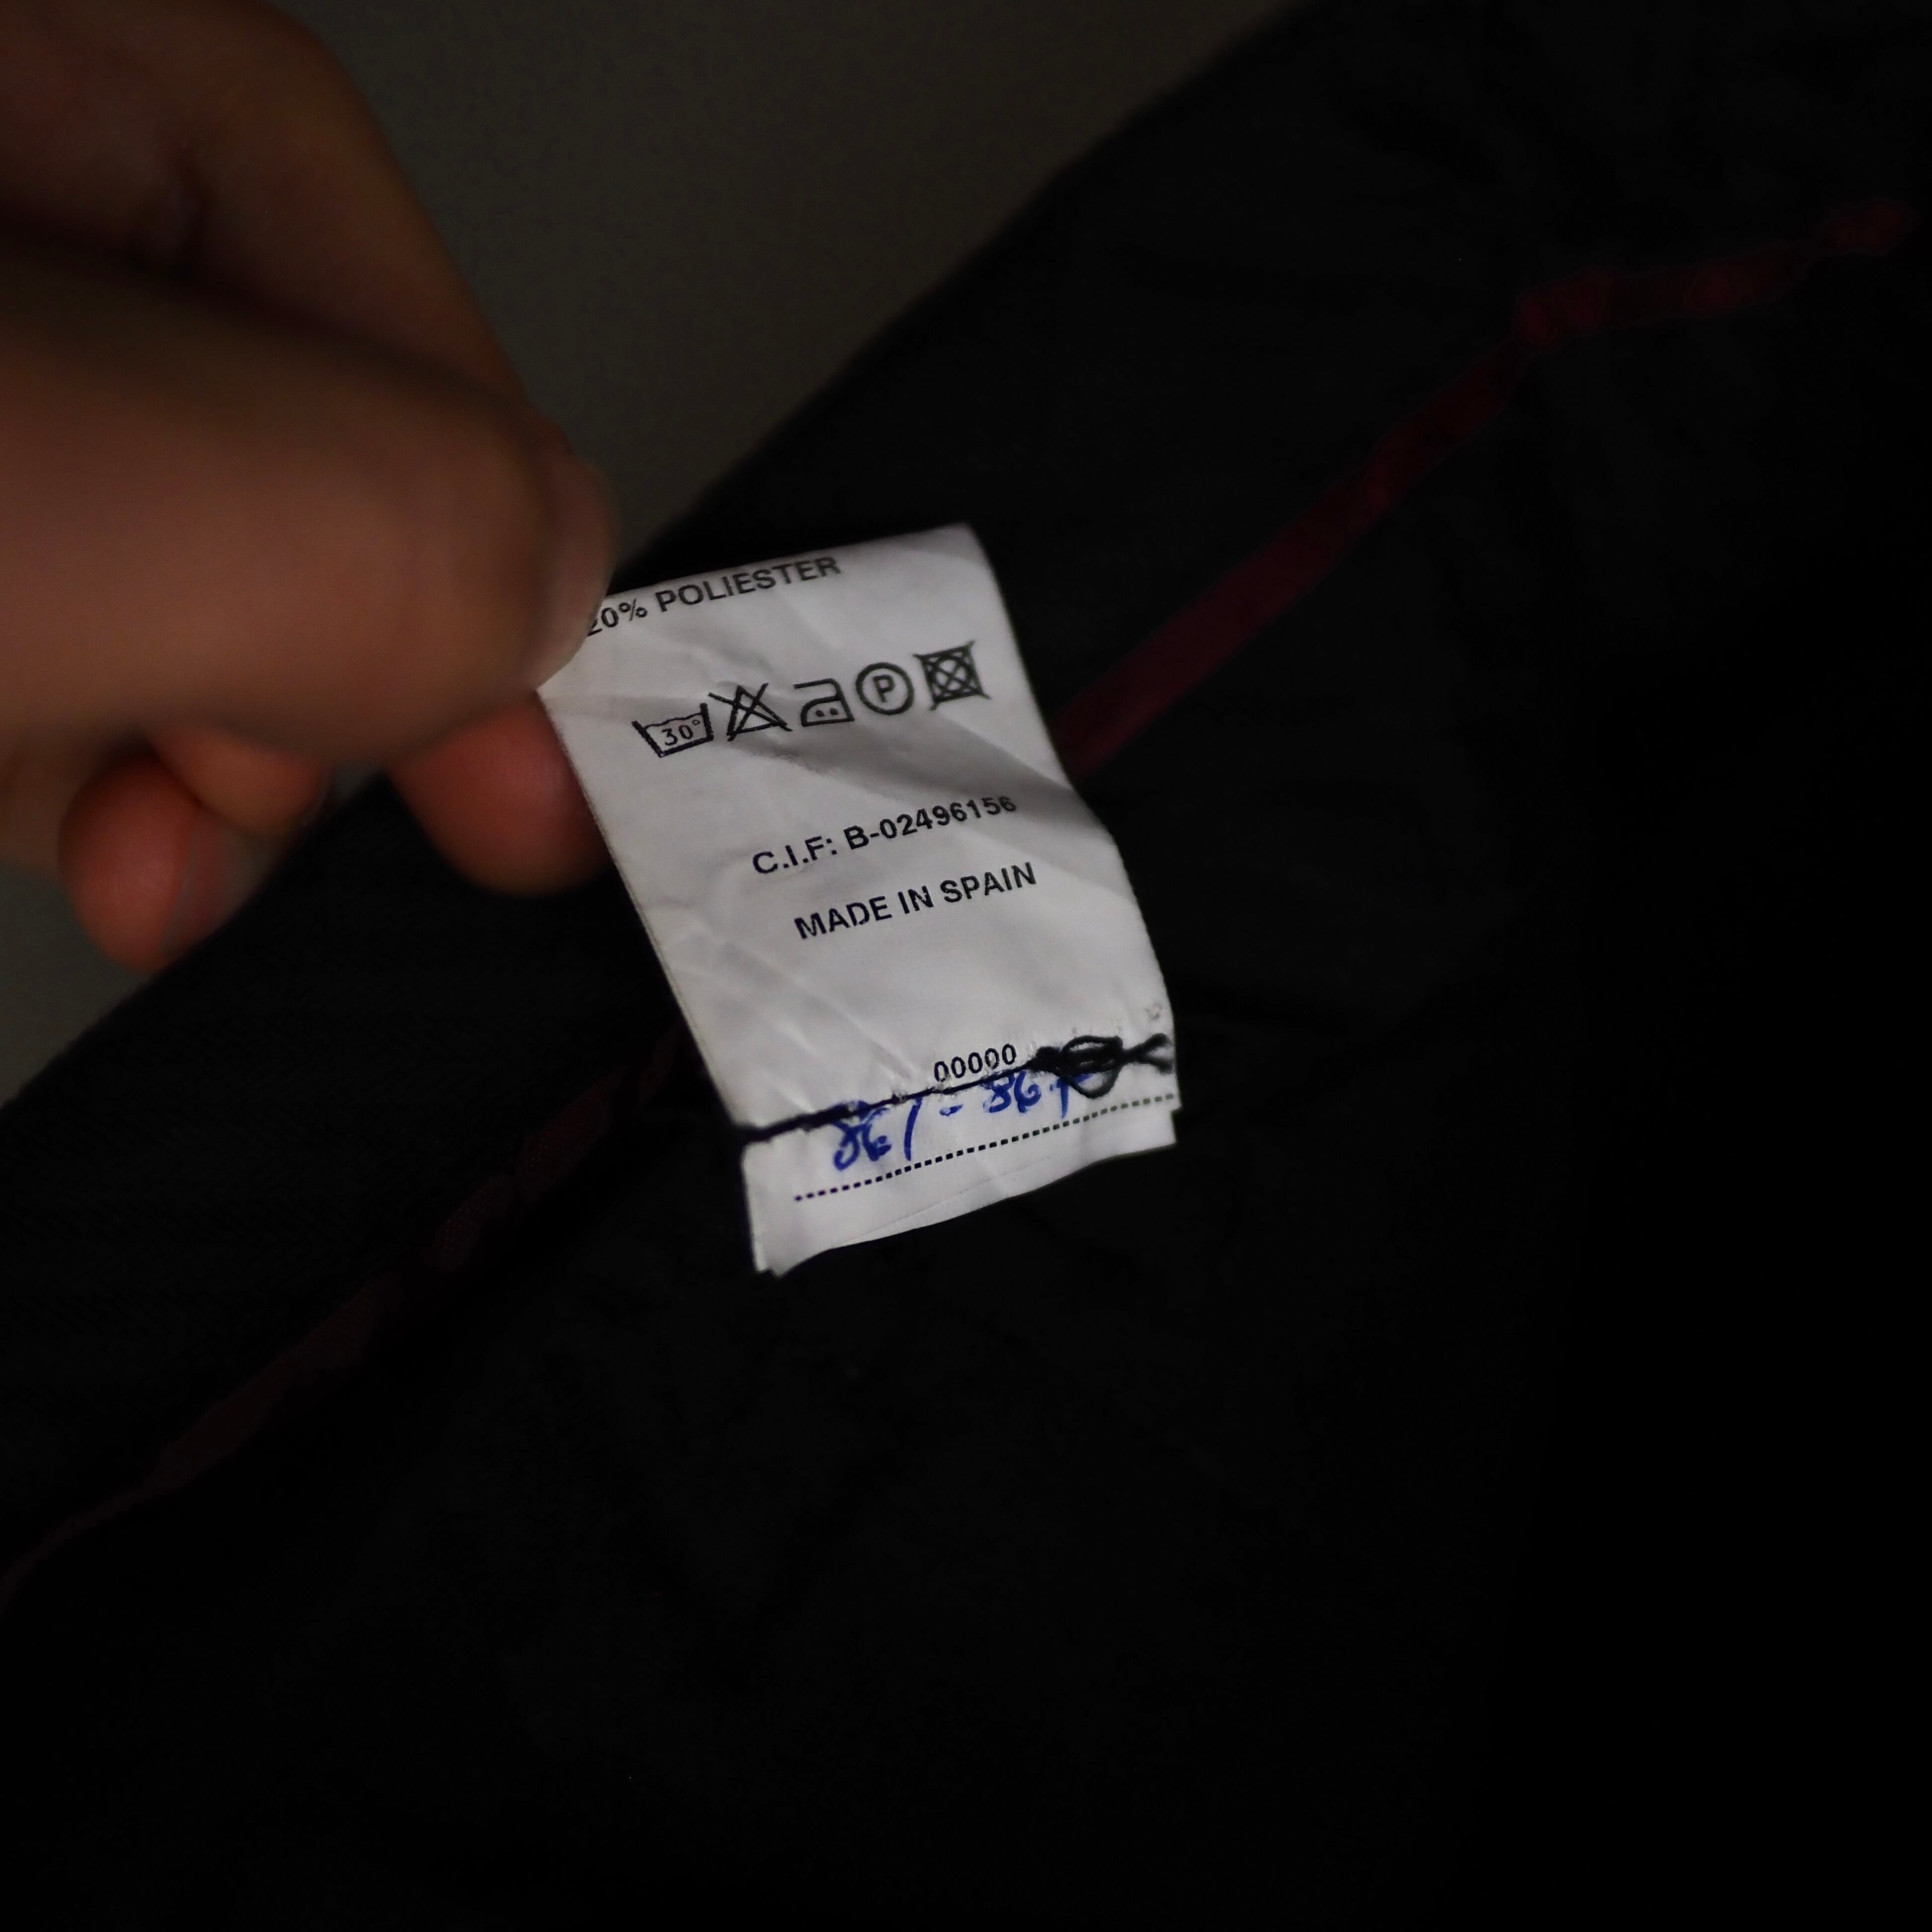 20% POLIESTER
30°
P
C.I.F: B-02496156
MADE IN SPAIN
00000